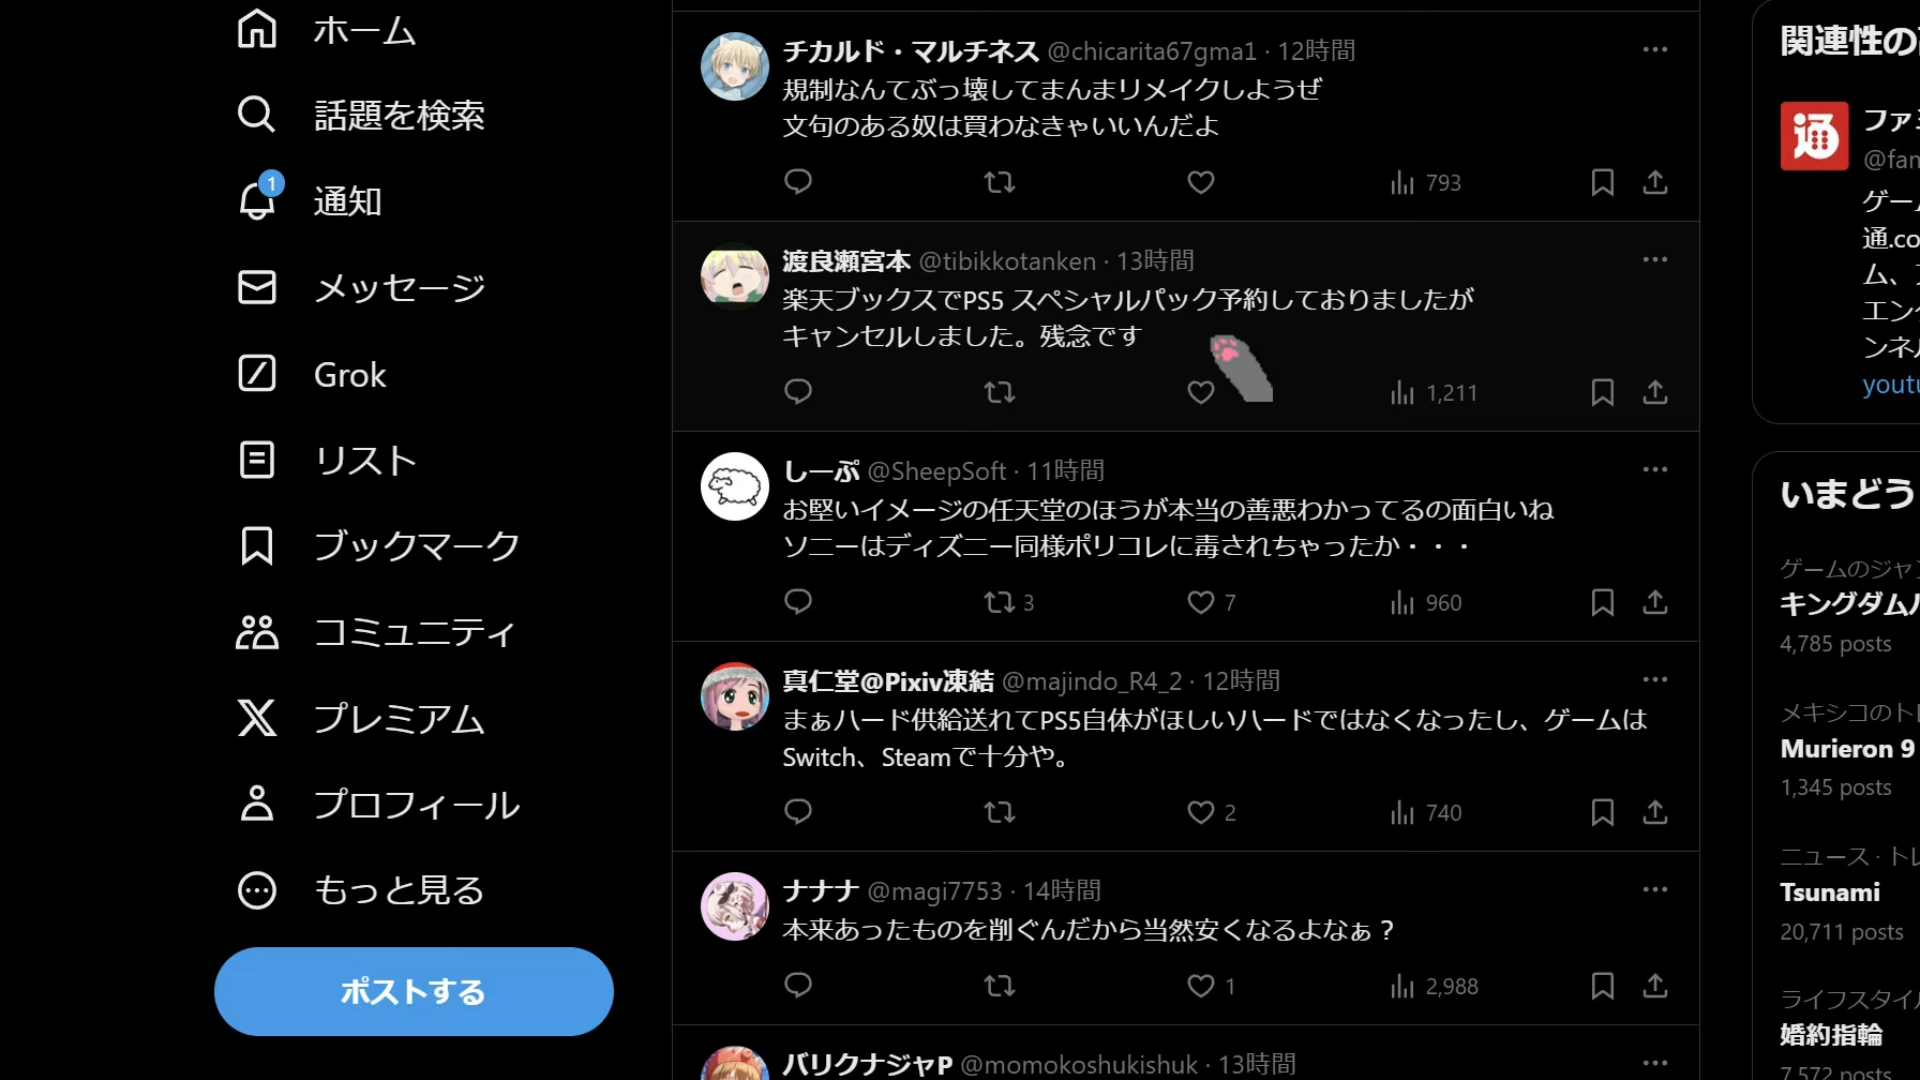 ホーム
話題を検索
1
通知
メッセージ
Grok
リスト
ブックマーク
コミュニティ
プレミアム
プロフィール
もっと見る
ポストする
チカルド・マルチネス @chicarita67gma1 · 12時間
規制なんてぶっ壊してまんまリメイクしようぜ
文句のある奴は買わなきゃいいんだよ
793
渡良瀬宮本 @tibikkotanken · 13時間
楽天ブックスでPS5 スペシャルパック予約しておりましたが
キャンセルしました。残念です
1,211
しーぷ @SheepSoft · 11時間
お堅いイメージの任天堂のほうが本当の善悪わかってるの面白いね
ソニーはディズニー同様ポリコレに毒されちゃったか・・・
3 7 960
真仁堂@Pixiv凍結 @majindo_R4_2 · 12時間
まぁハード供給送れてPS5自体がほしいハードではなくなったし、ゲームは
Switch、Steamで十分や。
2 740
ナナナ @magi7753 · 14時間
本来あったものを削ぐんだから当然安くなるよなぁ？
1 2,988
バリクナジャP @momokoshukishuk · 13時間
関連性の
通
ファミ
@fam
ゲーム
通.co
ム、
エン
ンネル
youtu
いまどう
ゲームのジャン
キングダムハ
4,785 posts
メキシコのトレ
Murieron 9
1,345 posts
ニュース · トレ
Tsunami
20,711 posts
ライフスタイル
婚約指輪
7,572 posts